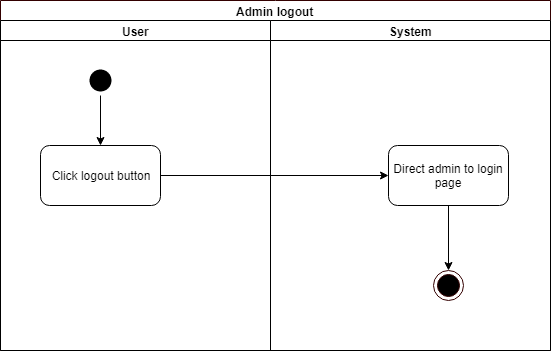 Admin logout
User
System
Click logout button
Direct admin to login
page